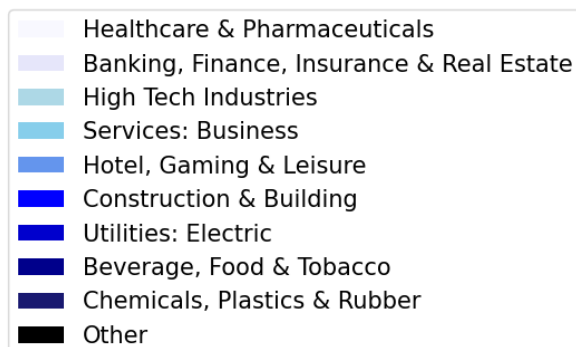 Healthcare & Pharmaceuticals
Banking, Finance, Insurance & Real Estate
High Tech Industries
Services: Business
Hotel, Gaming & Leisure
Construction & Building
Utilities: Electric
Beverage, Food & Tobacco
Chemicals, Plastics & Rubber
Other